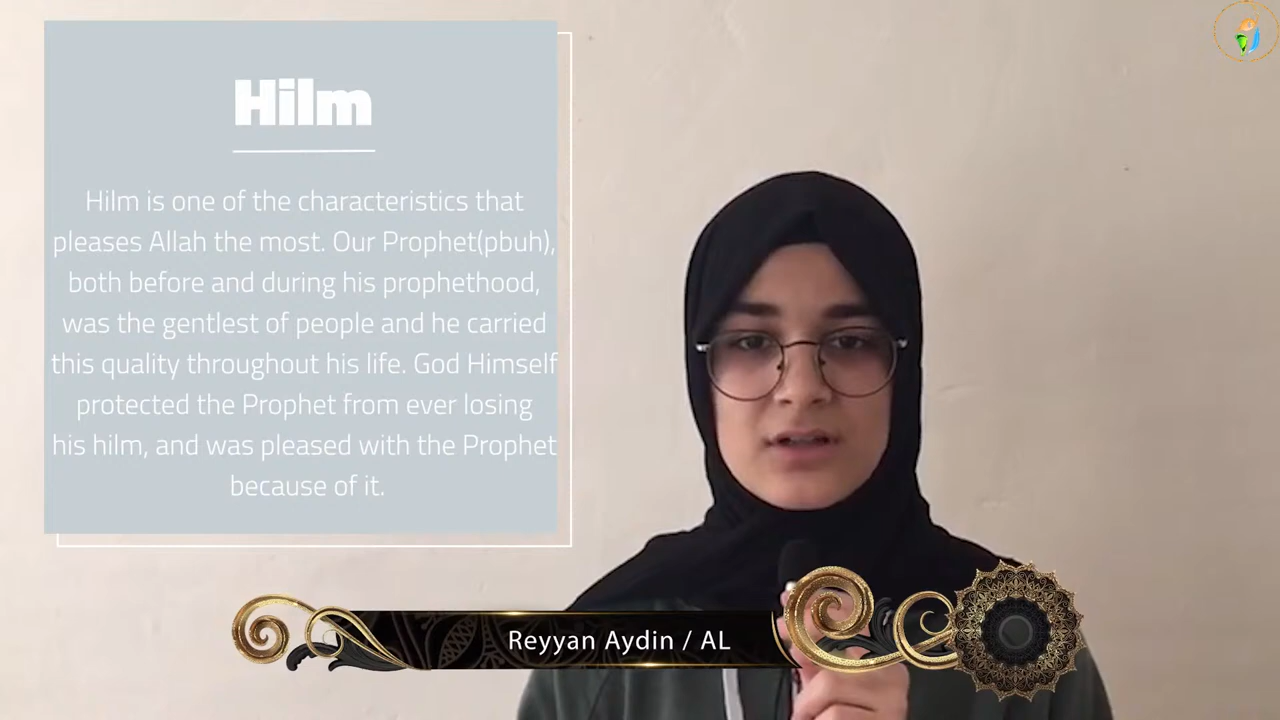 Hilm
Hilm is one of the characteristics that
pleases Allah the most. Our Prophet(pbuh),
both before and during his prophethood,
was the gentlest of people and he carried
this quality throughout his life. God Himself
protected the Prophet from ever losing
his hilm, and was pleased with the Prophet
because of it.
Reyyan Aydin / AL